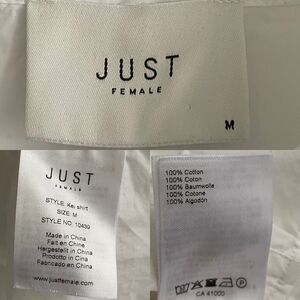 JUST
FEMALE
M
JUST
FEMALE
STYLE: Kei shirt
SIZE: M
STYLE NO: 10439
Made in China
Fait en Chine
Hergestellt in China
Prodotto in Cina
Fabricado en China
www.justfemale.com
100% Cotton
100% Coton
100% Baumwolle
100% Cotone
100% Algodón
CA 41000